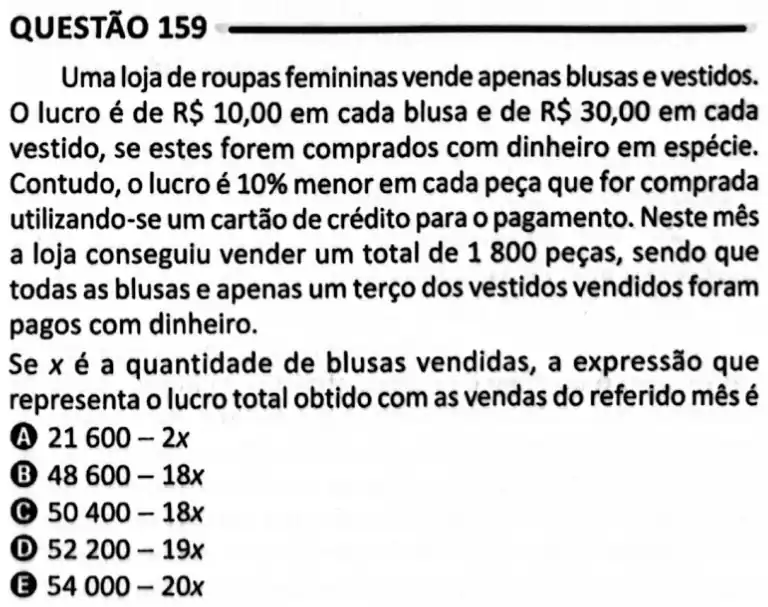 QUESTÃO 159
Uma loja de roupas femininas vende apenas blusas e vestidos.
O lucro é de R$ 10,00 em cada blusa e de R$ 30,00 em cada
vestido, se estes forem comprados com dinheiro em espécie.
Contudo, o lucro é 10% menor em cada peça que for comprada
utilizando-se um cartão de crédito para o pagamento. Neste mês
a loja conseguiu vender um total de 1 800 peças, sendo que
todas as blusas e apenas um terço dos vestidos vendidos foram
pagos com dinheiro.
Se x é a quantidade de blusas vendidas, a expressão que
representa o lucro total obtido com as vendas do referido mês é
A 21 600 – 2x
B 48 600 – 18x
C 50 400 – 18x
D 52 200 – 19x
E 54 000 – 20x